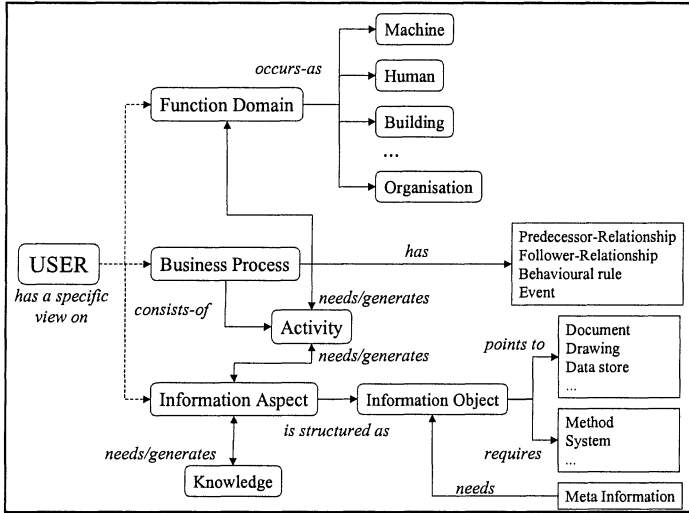 Machine
occurs-as
Human
Function Domain
Building
...
Organisation
USER
has a specific
view on
Business Process
has
Predecessor-Relationship
Follower-Relationship
Behavioural rule
Event
consists-of
needs/generates
Activity
needs/generates
points to
Document
Drawing
Data store
...
Information Aspect
is structured as
Information Object
Method
System
...
requires
needs/generates
Knowledge
needs
Meta Information